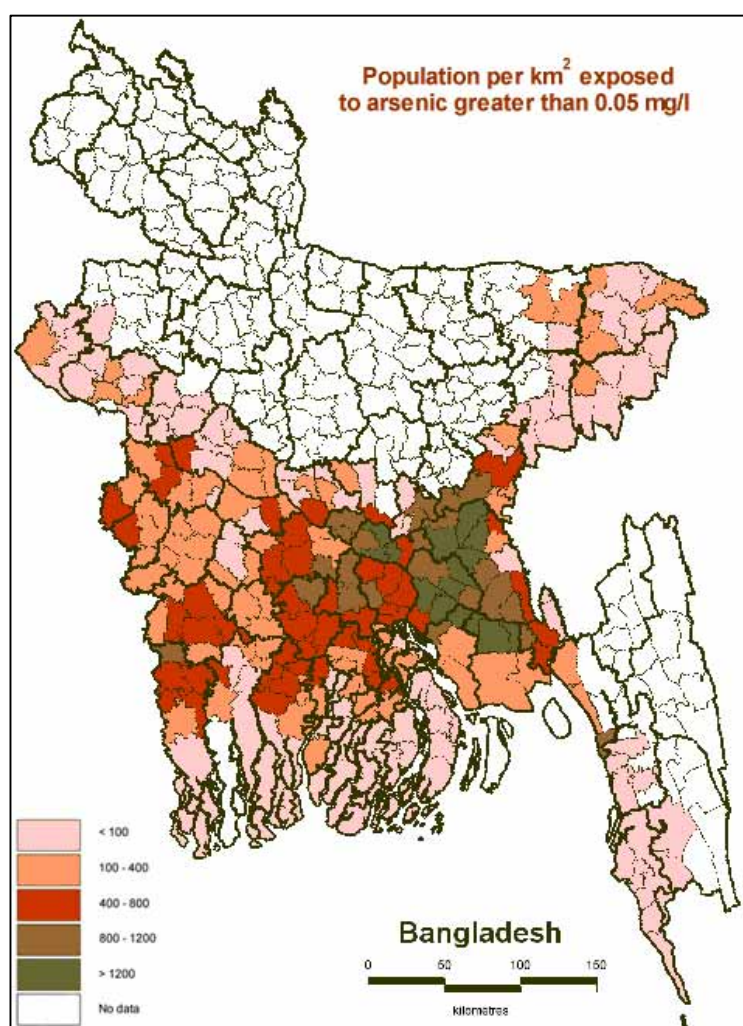 Population per km² exposed
to arsenic greater than 0.05 mg/l
< 100
100 - 400
400 - 800
800 - 1200
> 1200
No data
Bangladesh
0 50 100 150
kilometres